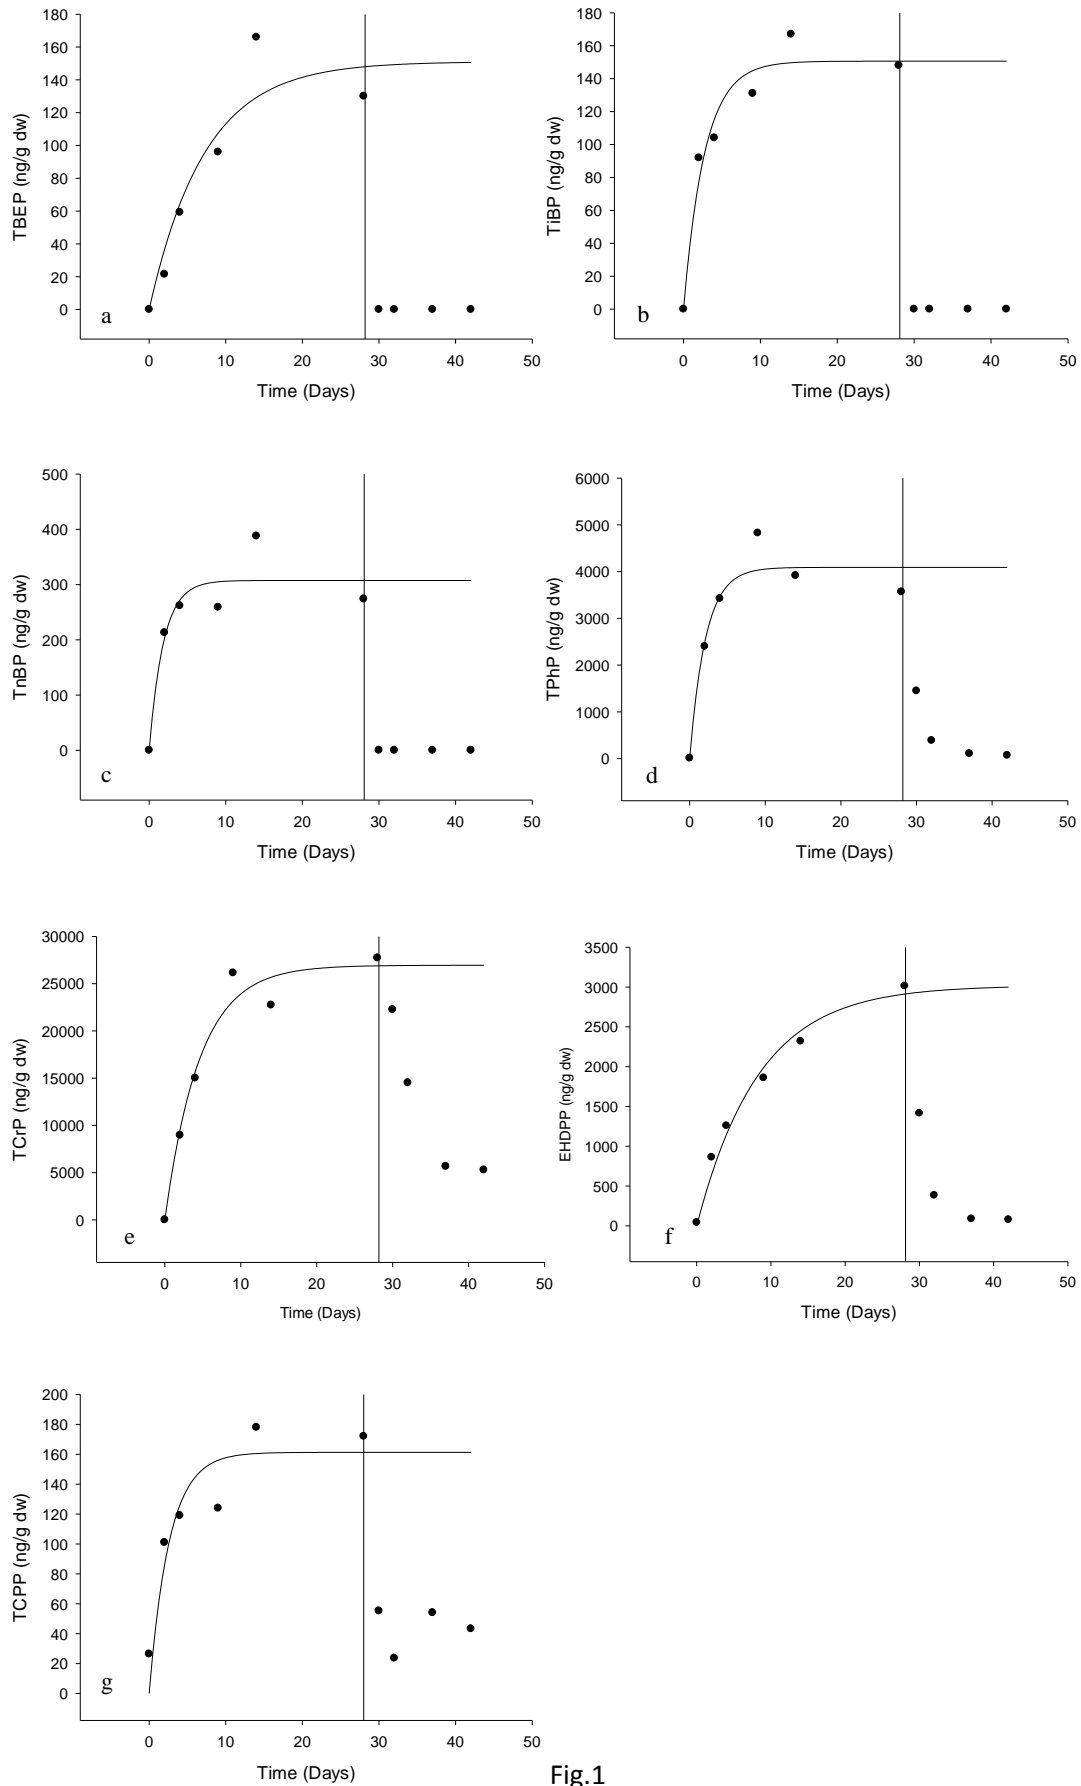 180
160
140
120
100
80
60
40
20
0
TBEP (ng/g dw)
a
0 10 20 30 40 50
Time (Days)
180
160
140
120
100
80
60
40
20
0
TiBP (ng/g dw)
b
0 10 20 30 40 50
Time (Days)
500
400
300
200
100
0
TnBP (ng/g dw)
c
0 10 20 30 40 50
Time (Days)
6000
5000
4000
3000
2000
1000
0
TPhP (ng/g dw)
d
0 10 20 30 40 50
Time (Days)
30000
25000
20000
15000
10000
5000
0
TCrP (ng/g dw)
e
0 10 20 30 40 50
Time (Days)
3500
3000
2500
2000
1500
1000
500
0
EHDPP (ng/g dw)
f
0 10 20 30 40 50
Time (Days)
200
180
160
140
120
100
80
60
40
20
0
TCPP (ng/g dw)
g
0 10 20 30 40 50
Time (Days)
Fig.1